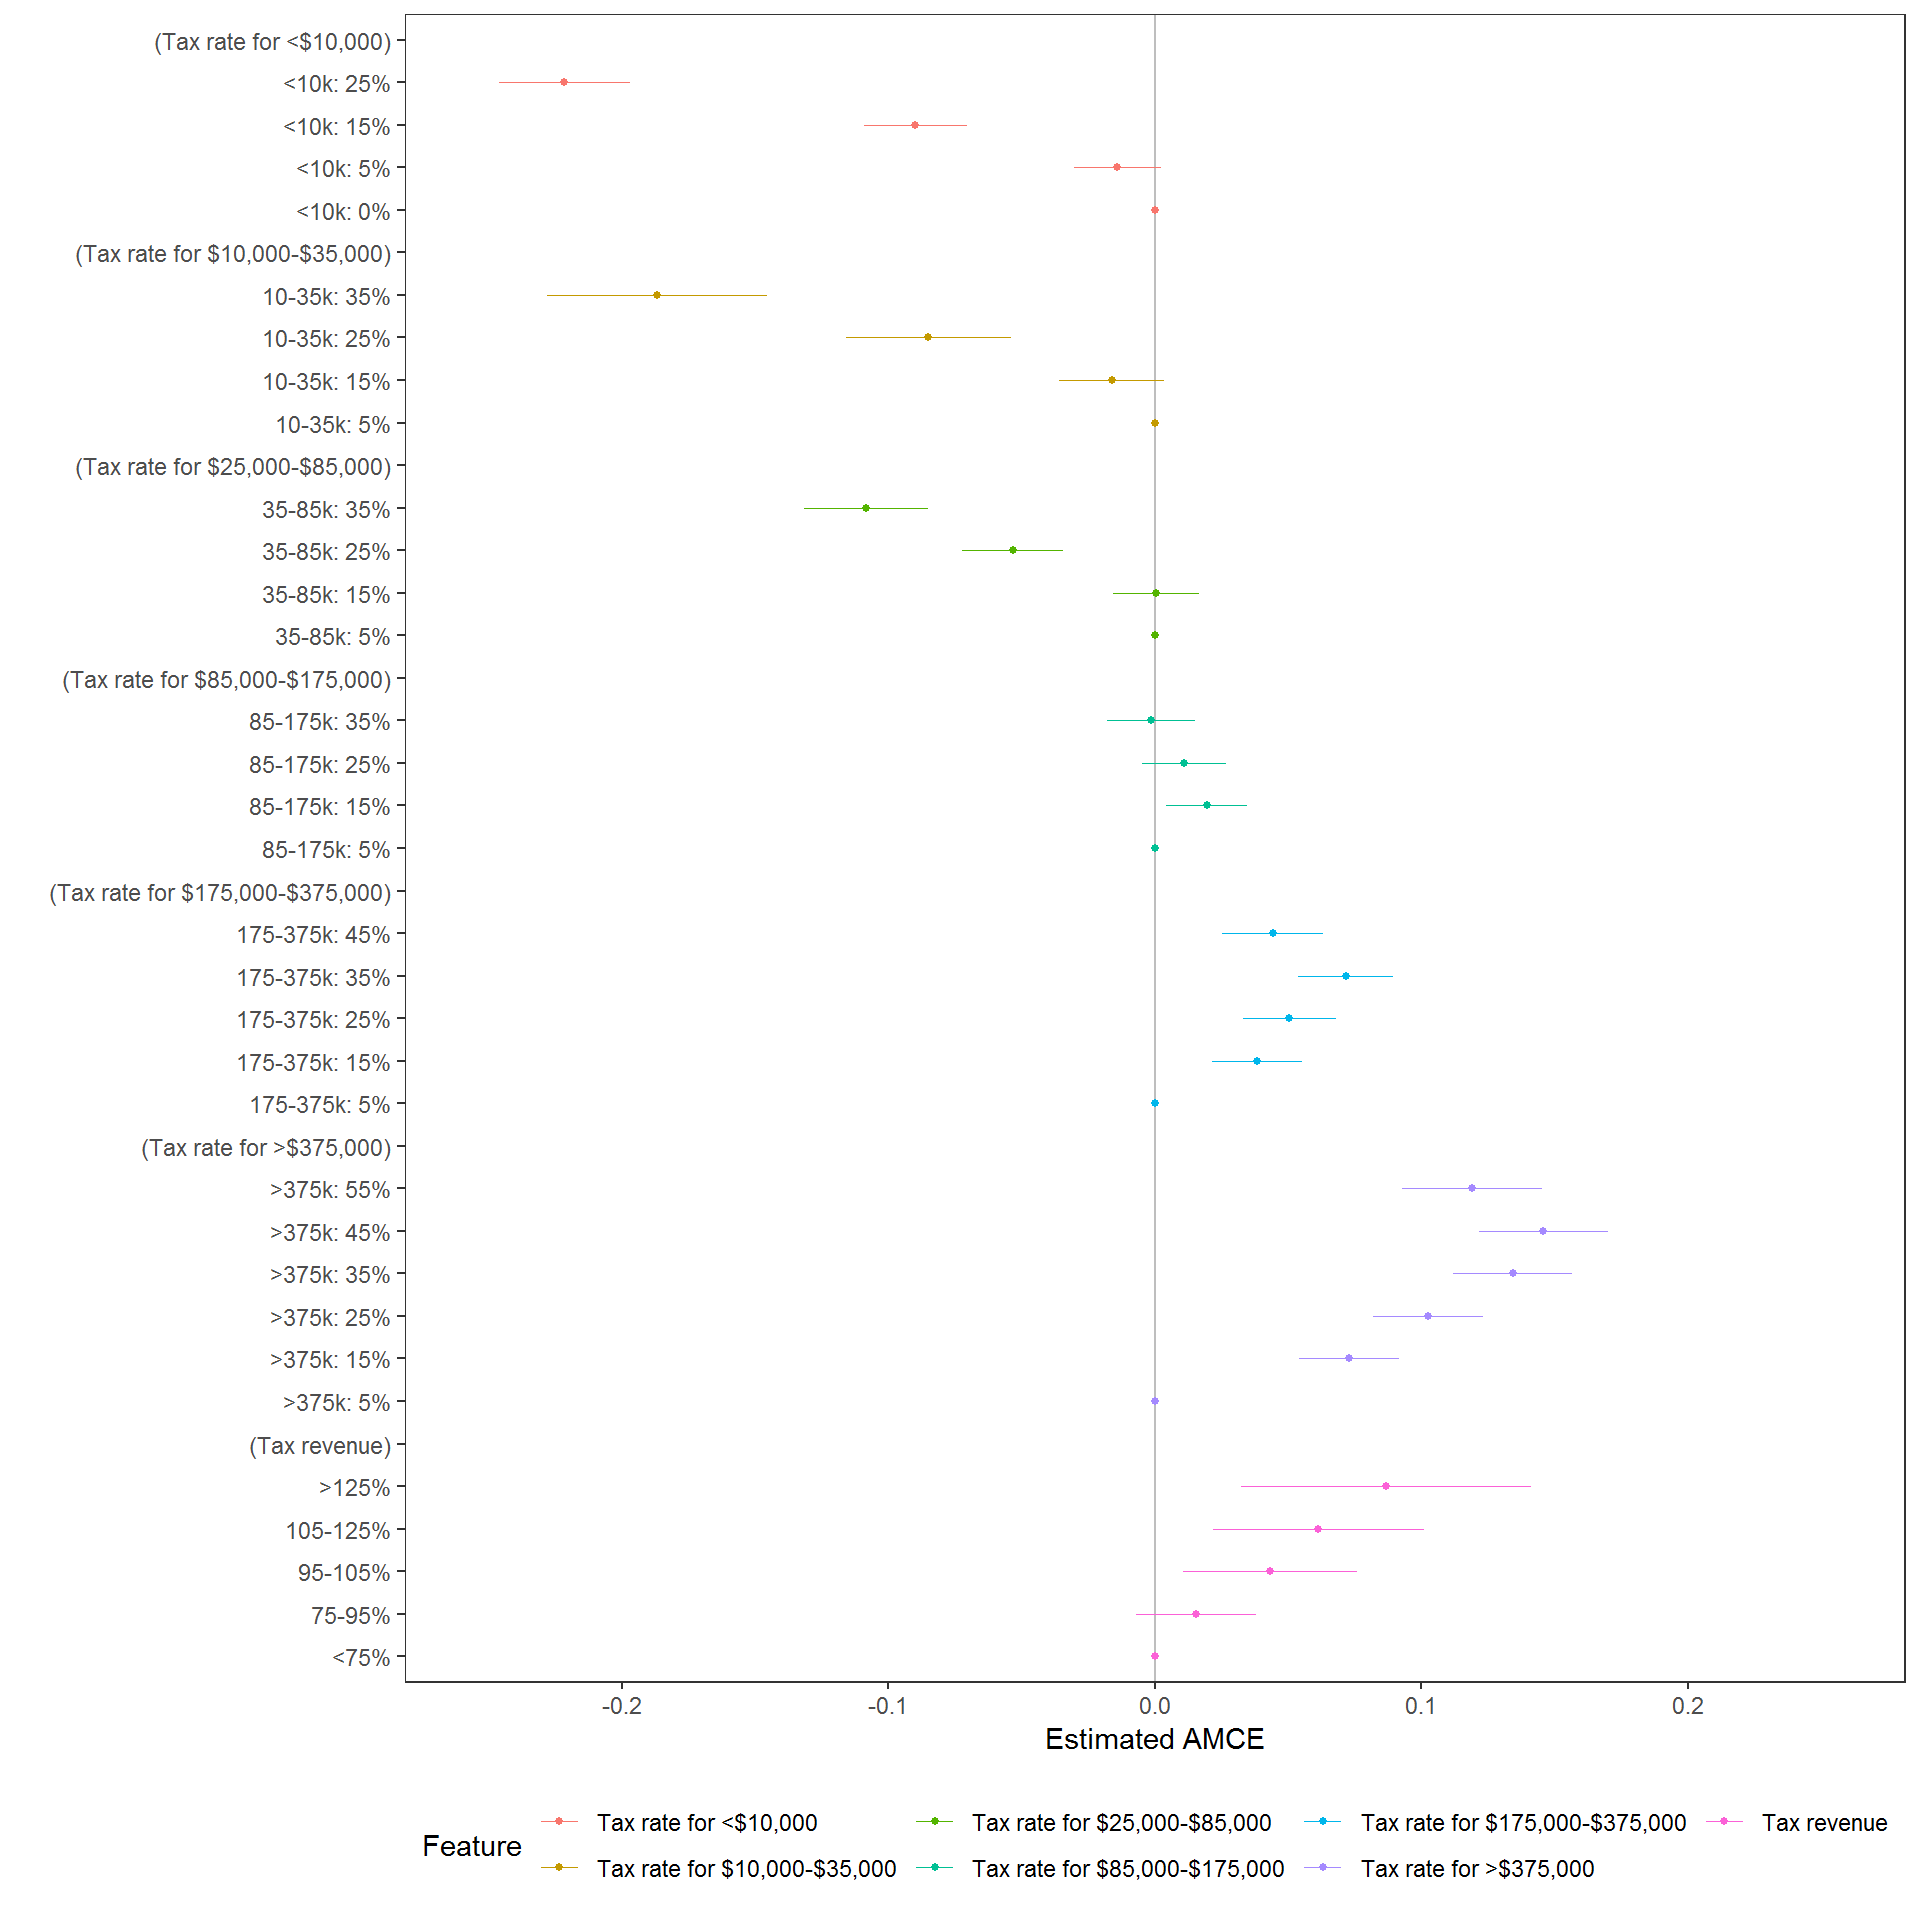 (Tax rate for <$10,000)
<10k: 25%
<10k: 15%
<10k: 5%
<10k: 0%
(Tax rate for $10,000-$35,000)
10-35k: 35%
10-35k: 25%
10-35k: 15%
10-35k: 5%
(Tax rate for $25,000-$85,000)
35-85k: 35%
35-85k: 25%
35-85k: 15%
35-85k: 5%
(Tax rate for $85,000-$175,000)
85-175k: 35%
85-175k: 25%
85-175k: 15%
85-175k: 5%
(Tax rate for $175,000-$375,000)
175-375k: 45%
175-375k: 35%
175-375k: 25%
175-375k: 15%
175-375k: 5%
(Tax rate for >$375,000)
>375k: 55%
>375k: 45%
>375k: 35%
>375k: 25%
>375k: 15%
>375k: 5%
(Tax revenue)
>125%
105-125%
95-105%
75-95%
<75%
-0.2 -0.1 0.0 0.1 0.2
Estimated AMCE
Feature
Tax rate for <$10,000 Tax rate for $25,000-$85,000 Tax rate for $175,000-$375,000 Tax revenue
Tax rate for $10,000-$35,000 Tax rate for $85,000-$175,000 Tax rate for >$375,000